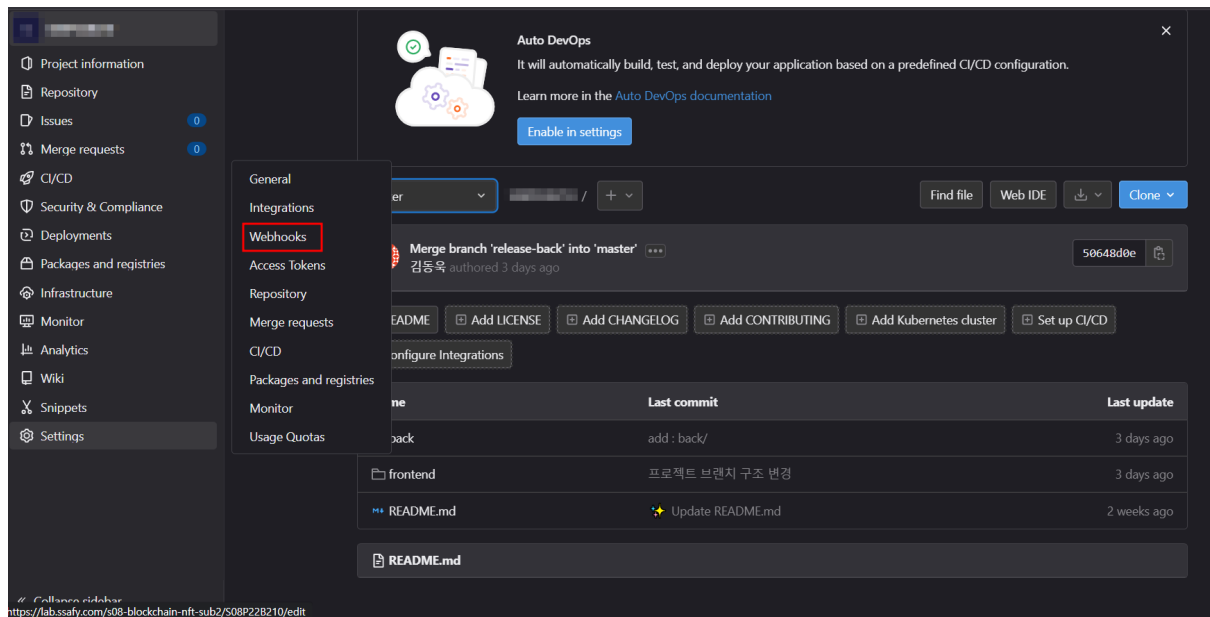 Project information
Repository
Issues 0
Merge requests 0
CI/CD
Security & Compliance
Deployments
Packages and registries
Infrastructure
Monitor
Analytics
Wiki
Snippets
Settings
Collapse sidebar
https://lab.ssafy.com/s08-blockchain-nft-sub2/S08P22B210/edit
General
Integrations
Webhooks
Access Tokens
Repository
Merge requests
CI/CD
Packages and registries
Monitor
Usage Quotas
Auto DevOps
It will automatically build, test, and deploy your application based on a predefined CI/CD configuration.
Learn more in the Auto DevOps documentation
Enable in settings
er / + Find file Web IDE Clone
Merge branch 'release-back' into 'master' ...
김동욱 authored 3 days ago
50648d0e
EADME Add LICENSE Add CHANGELOG Add CONTRIBUTING Add Kubernetes cluster Set up CI/CD
onfigure Integrations
me Last commit Last update
back add : back/ 3 days ago
frontend 프로젝트 브랜치 구조 변경 3 days ago
README.md ✨ Update README.md 2 weeks ago
README.md